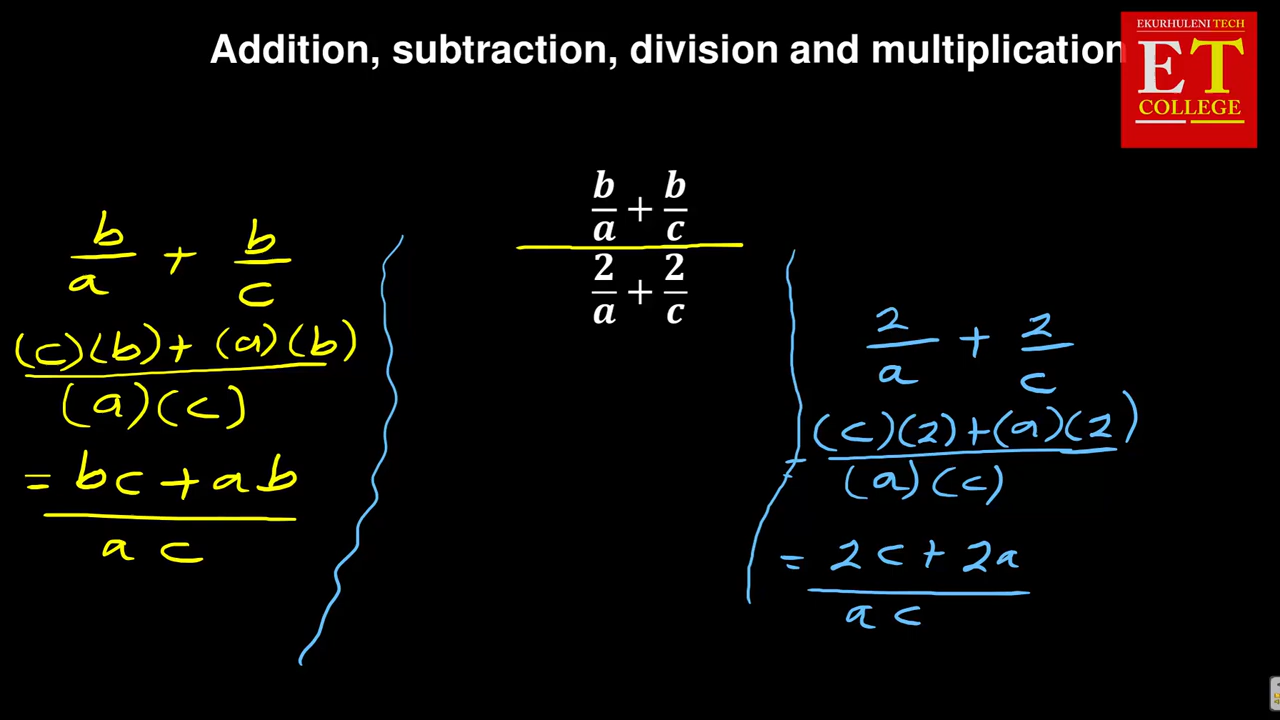 Addition, subtraction, division and multiplication
EKURHULENI TECH
ET
COLLEGE
b/a + b/c
2/a + 2/c
b/a + b/c
(c)(b) + (a)(b)
(a)(c)
= bc + ab
ac
2/a + 2/c
= (c)(2) + (a)(2)
(a)(c)
= 2c + 2a
ac